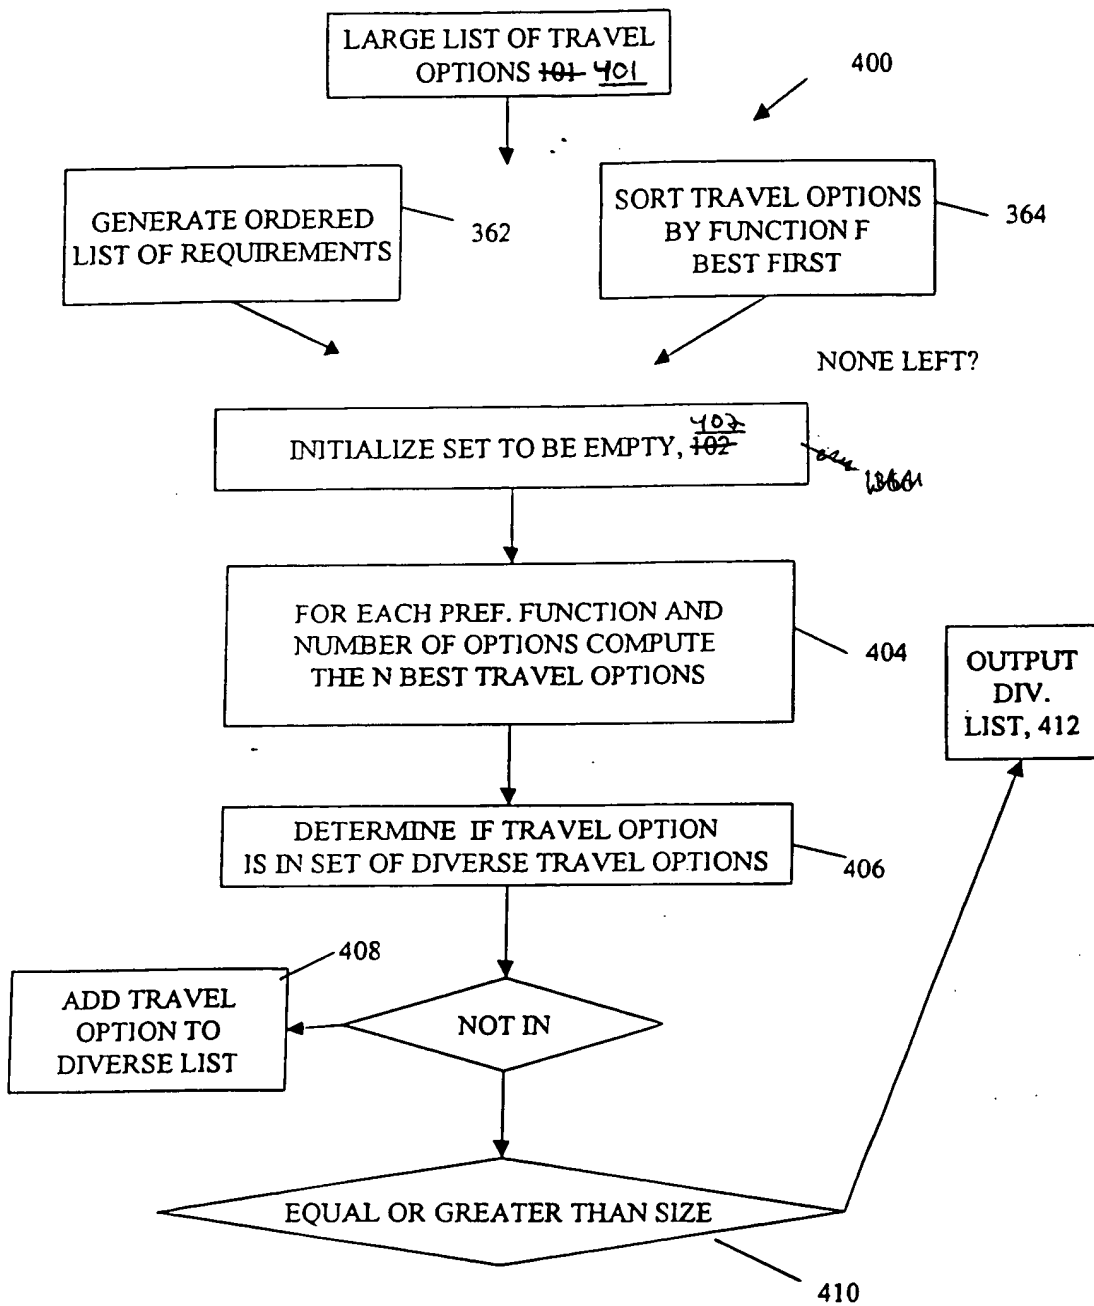 LARGE LIST OF TRAVEL
OPTIONS 101 401
400
GENERATE ORDERED
LIST OF REQUIREMENTS
362
SORT TRAVEL OPTIONS
BY FUNCTION F
BEST FIRST
364
NONE LEFT?
402
INITIALIZE SET TO BE EMPTY, 102
FOR EACH PREF. FUNCTION AND
NUMBER OF OPTIONS COMPUTE
THE N BEST TRAVEL OPTIONS
404
OUTPUT
DIV.
LIST, 412
DETERMINE IF TRAVEL OPTION
IS IN SET OF DIVERSE TRAVEL OPTIONS
406
408
ADD TRAVEL
OPTION TO
DIVERSE LIST
NOT IN
EQUAL OR GREATER THAN SIZE
410